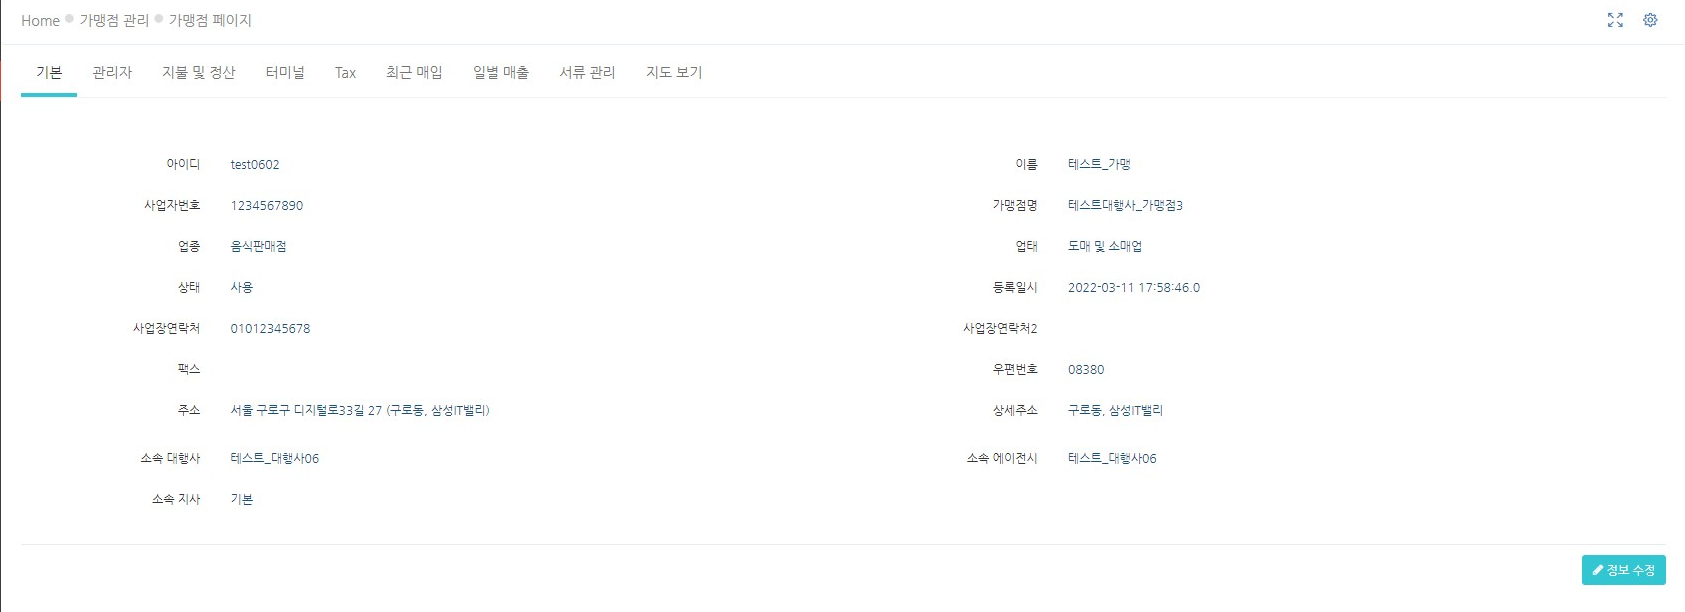 Home 가맹점 관리 가맹점 페이지
기본 관리자 지불 및 정산 터미널 Tax 최근 매입 일별 매출 서류 관리 지도 보기
아이디 test0602 이름 테스트_가맹
사업자번호 1234567890 가맹점명 테스트대행사_가맹점3
업종 음식판매점 업태 도매 및 소매업
상태 사용 등록일시 2022-03-11 17:58:46.0
사업장연락처 01012345678 사업장연락처2
팩스 우편번호 08380
주소 서울 구로구 디지털로33길 27 (구로동, 삼성IT밸리) 상세주소 구로동, 삼성IT밸리
소속 대행사 테스트_대행사06 소속 에이전시 테스트_대행사06
소속 지사 기본
정보 수정